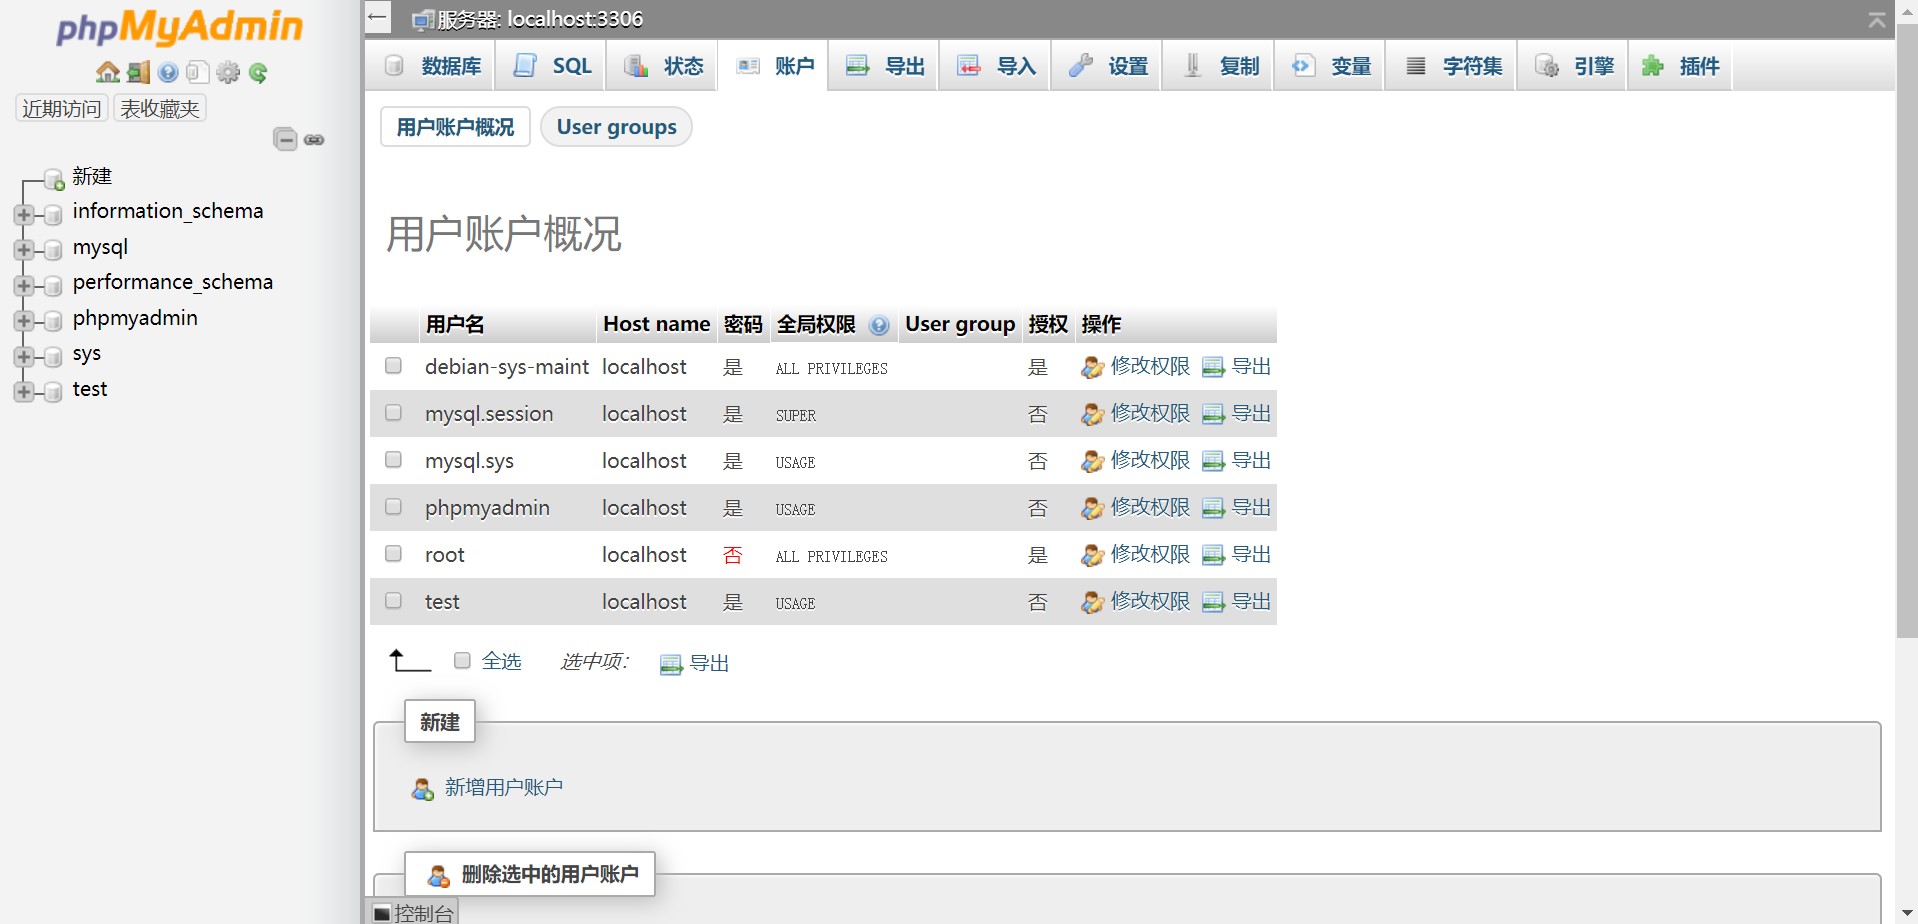 phpMyAdmin
近期访问 表收藏夹
新建
information_schema
mysql
performance_schema
phpmyadmin
sys
test
服务器: localhost:3306
数据库 SQL 状态 账户 导出 导入 设置 复制 变量 字符集 引擎 插件
用户账户概况 User groups
用户账户概况
用户名 Host name 密码 全局权限 User group 授权 操作
debian-sys-maint localhost 是 ALL PRIVILEGES 是 修改权限 导出
mysql.session localhost 是 SUPER 否 修改权限 导出
mysql.sys localhost 是 USAGE 否 修改权限 导出
phpmyadmin localhost 是 USAGE 否 修改权限 导出
root localhost 否 ALL PRIVILEGES 是 修改权限 导出
test localhost 是 USAGE 否 修改权限 导出
全选 选中项: 导出
新建
新增用户账户
删除选中的用户账户
控制台